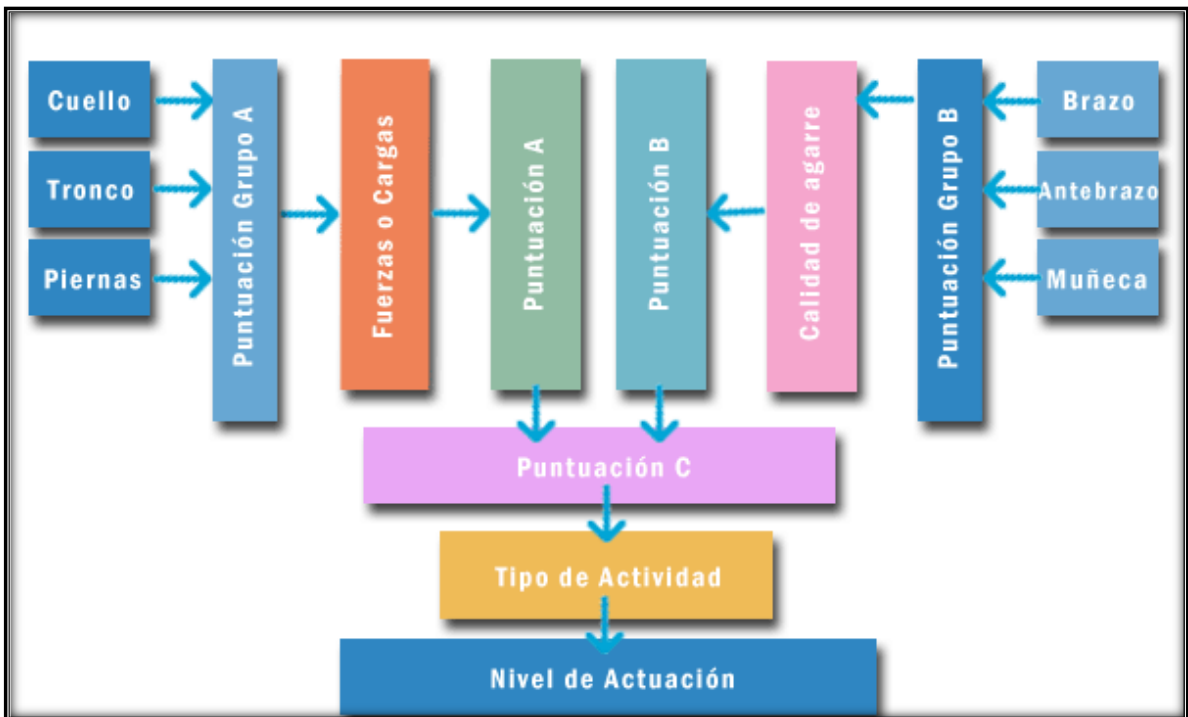 Cuello
Tronco
Piernas
Puntuación Grupo A
Fuerzas o Cargas
Puntuación A
Puntuación B
Calidad de agarre
Puntuación Grupo B
Brazo
Antebrazo
Muñeca
Puntuación C
Tipo de Actividad
Nivel de Actuación